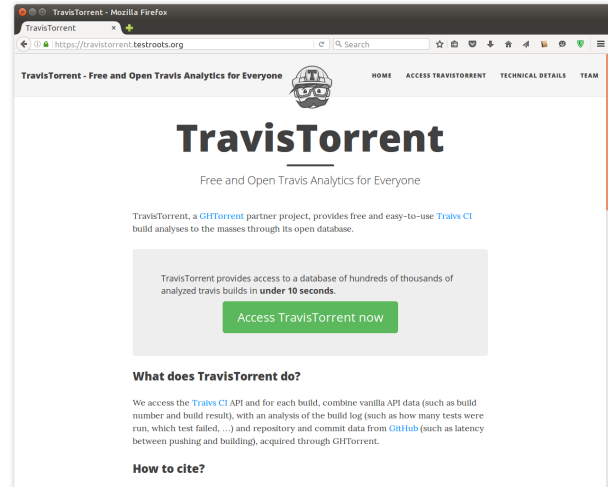 TravisTorrent - Mozilla Firefox
TravisTorrent
https://travistorrent.testroots.org
Search
TravisTorrent - Free and Open Travis Analytics for Everyone
HOME ACCESS TRAVISTORRENT TECHNICAL DETAILS TEAM
T
TravisTorrent
Free and Open Travis Analytics for Everyone
TravisTorrent, a GHTorrent partner project, provides free and easy-to-use Traivs CI
build analyses to the masses through its open database.
TravisTorrent provides access to a database of hundreds of thousands of
analyzed travis builds in under 10 seconds.
Access TravisTorrent now
What does TravisTorrent do?
We access the Traivs CI API and for each build, combine vanilla API data (such as build
number and build result), with an analysis of the build log (such as how many tests were
run, which test failed, ...) and repository and commit data from GitHub (such as latency
between pushing and building), acquired through GHTorrent.
How to cite?